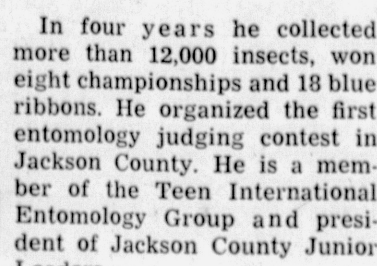 In four years he collected
more than 12,000 insects, won
eight championships and 18 blue
ribbons. He organized the first
entomology judging contest in
Jackson County. He is a mem-
ber of the Teen International
Entomology Group and presi-
dent of Jackson County Junior